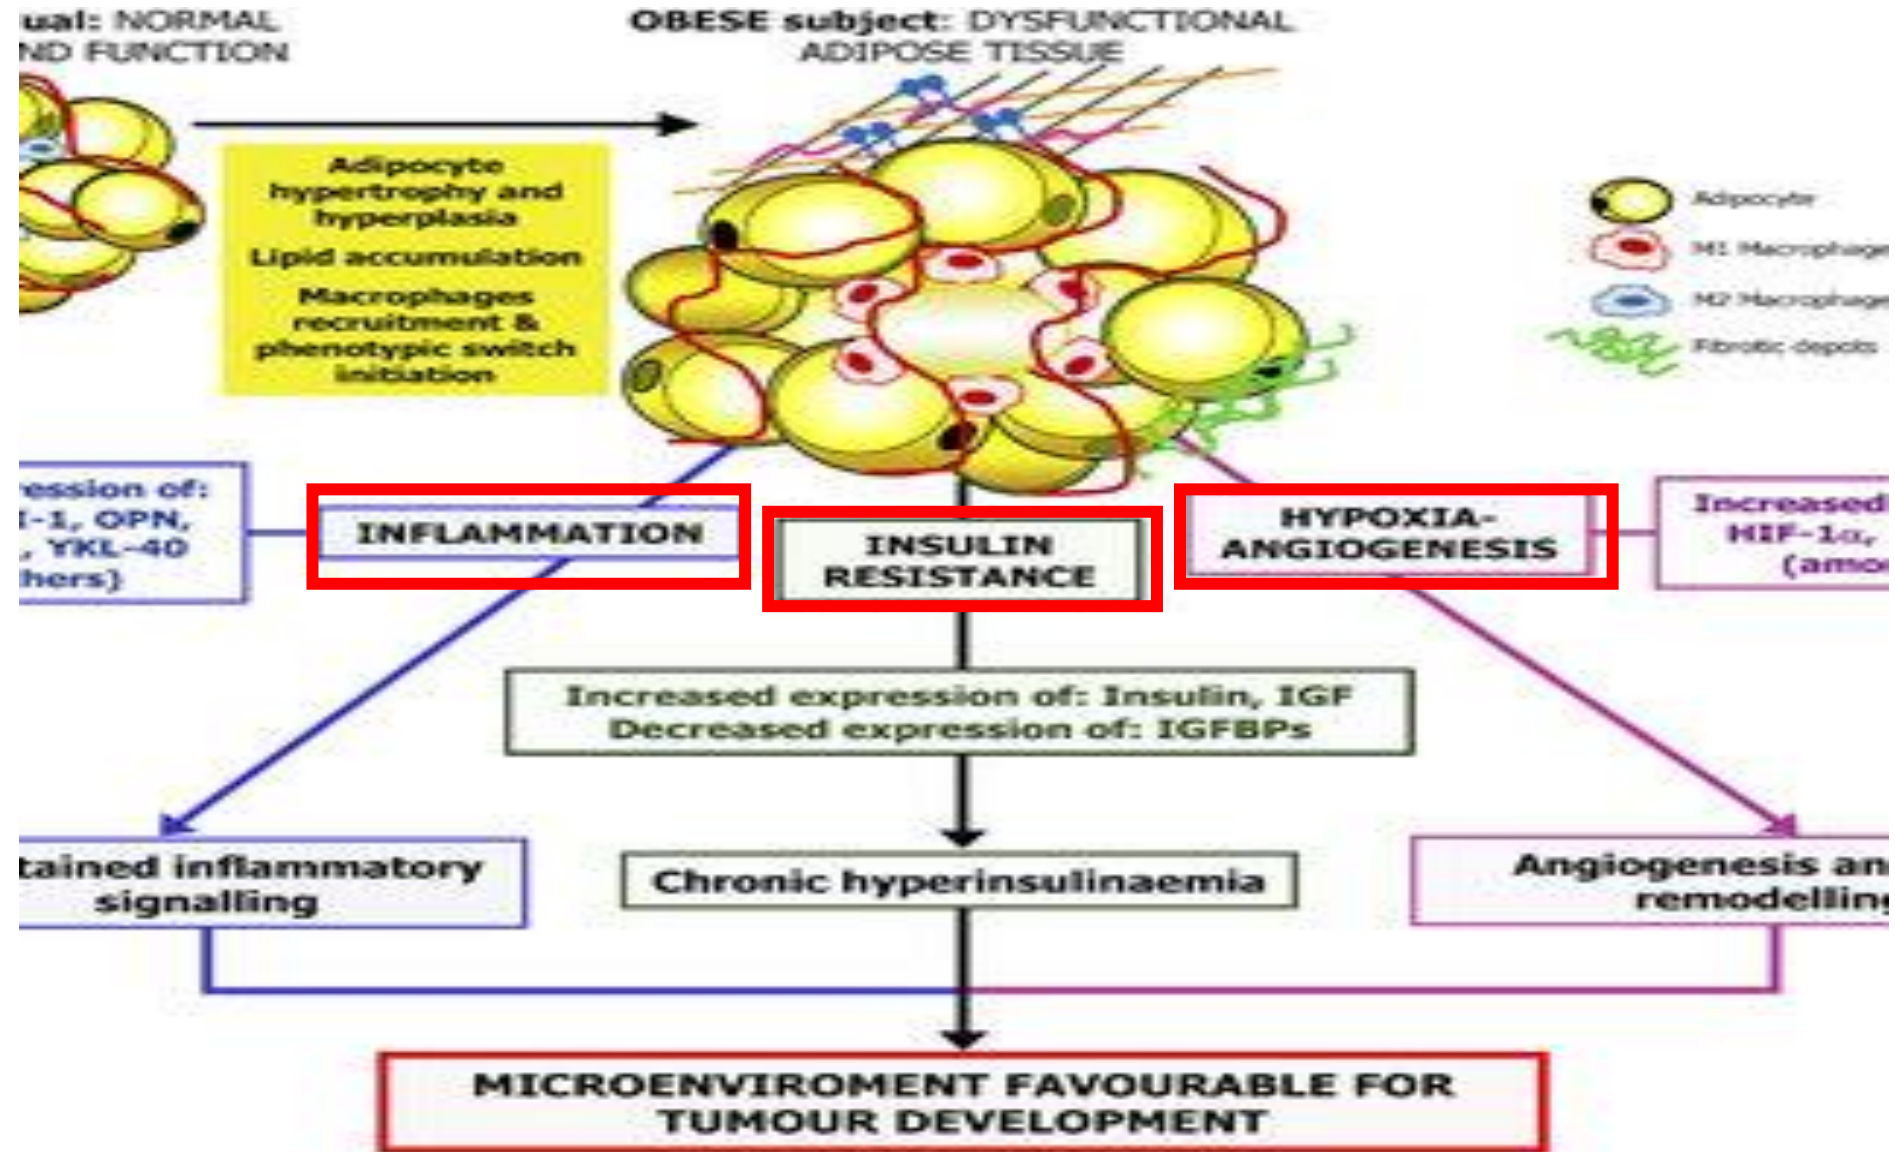 ual: NORMAL
ND FUNCTION
OBESE subject: DYSFUNCTIONAL
ADIPOSE TISSUE
Adipocyte
hypertrophy and
hyperplasia
Lipid accumulation
Macrophages
recruitment &
phenotypic switch
initiation
Adipocyte
M1 Macrophage
M2 Macrophage
Fibrotic depots
ession of:
I-1, OPN,
, YKL-40
hers)
INFLAMMATION
INSULIN
RESISTANCE
HYPOXIA-
ANGIOGENESIS
Increased
HIF-1α,
(amo
Increased expression of: Insulin, IGF
Decreased expression of: IGFBPs
tained inflammatory
signalling
Chronic hyperinsulinaemia
Angiogenesis an
remodelling
MICROENVIROMENT FAVOURABLE FOR
TUMOUR DEVELOPMENT